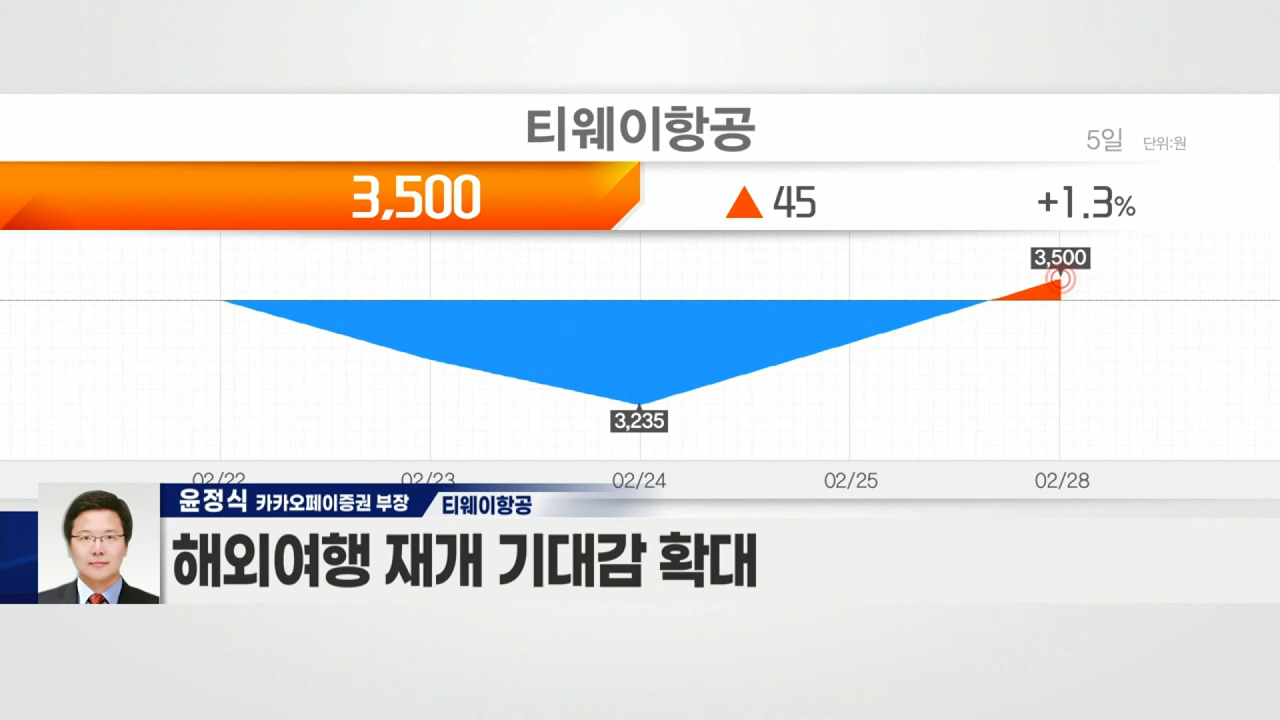 티웨이항공
5일 단위:원
3,500 ▲ 45 +1.3%
3,500
3,235
02/22 02/23 02/24 02/25 02/28
윤정식 카카오페이증권 부장 티웨이항공
해외여행 재개 기대감 확대